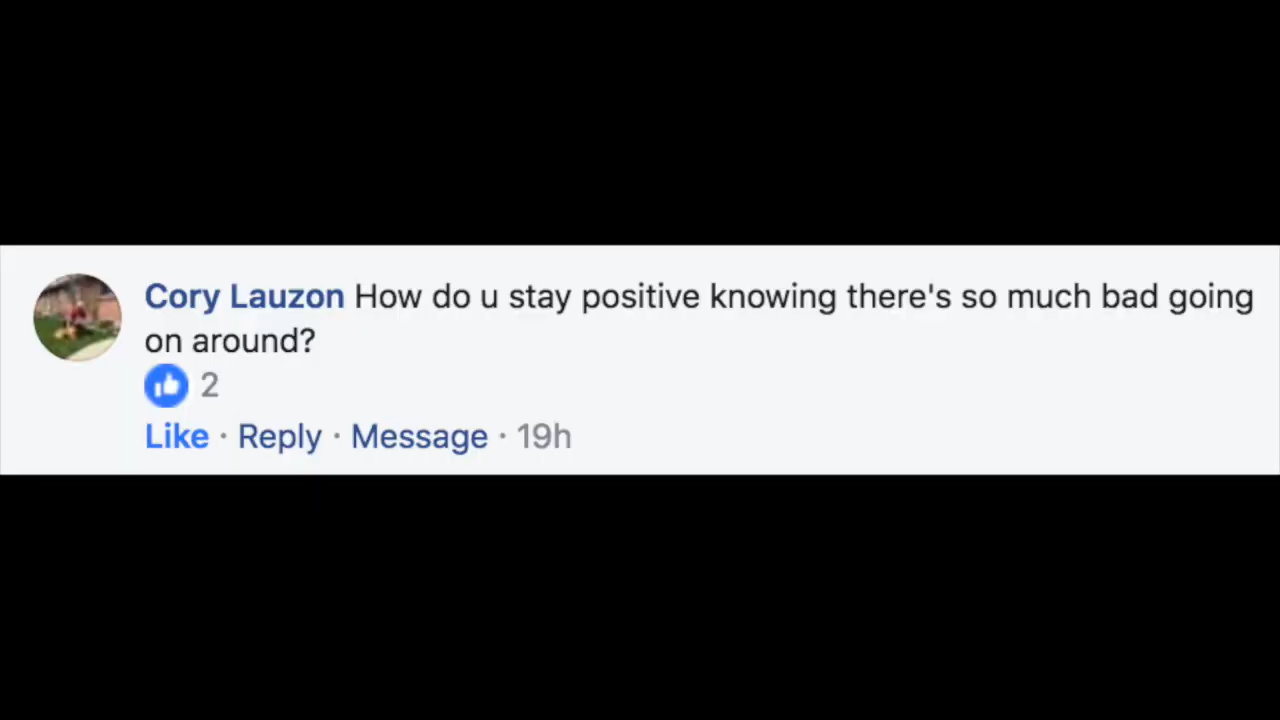 Cory Lauzon How do u stay positive knowing there's so much bad going
on around?
2
Like · Reply · Message · 19h